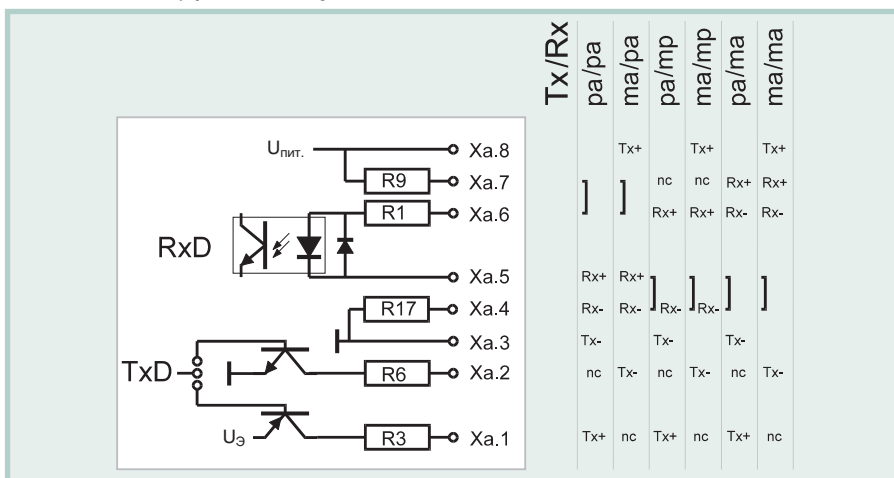 Tx/Rx pa/pa ma/pa pa/mp ma/mp pa/ma ma/ma
Uпит. Xa.8 Tx+ Tx+ Tx+
R9 Xa.7 nc nc Rx+ Rx+
R1 Xa.6 Rx+ Rx+ Rx- Rx-
RxD
Xa.5 Rx+ Rx+
R17 Xa.4 Rx- Rx- Rx- Rx-
Xa.3 Tx- Tx- Tx-
TxD R6 Xa.2 nc Tx- nc Tx- nc Tx-
UЭ R3 Xa.1 Tx+ nc Tx+ nc Tx+ nc